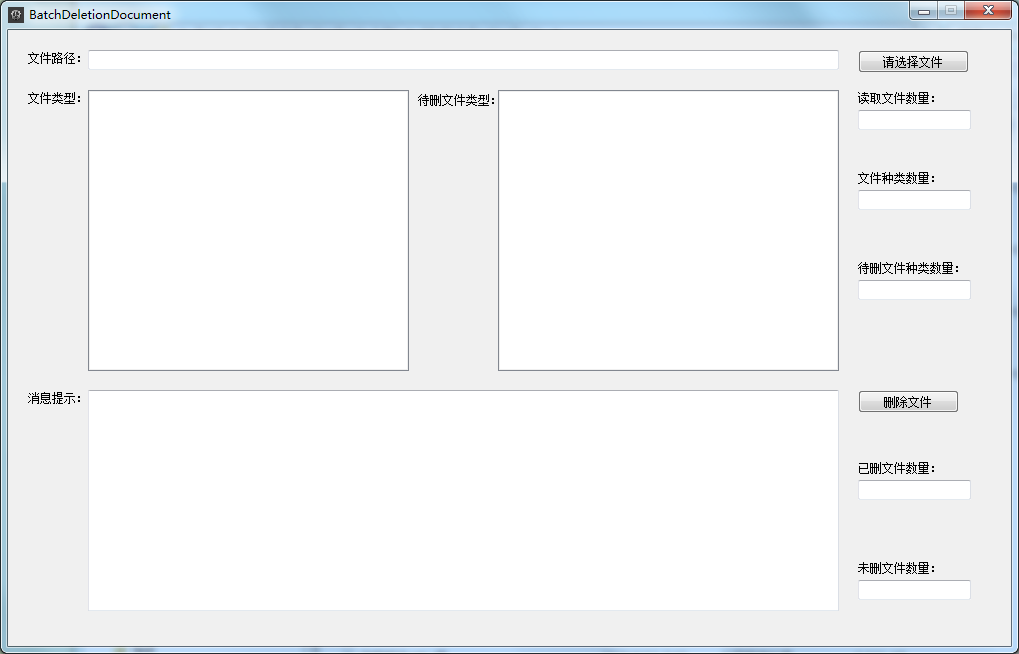 BatchDeletionDocument
文件路径：
请选择文件
文件类型：
待删文件类型：
读取文件数量：
文件种类数量：
待删文件种类数量：
消息提示：
删除文件
已删文件数量：
未删文件数量：